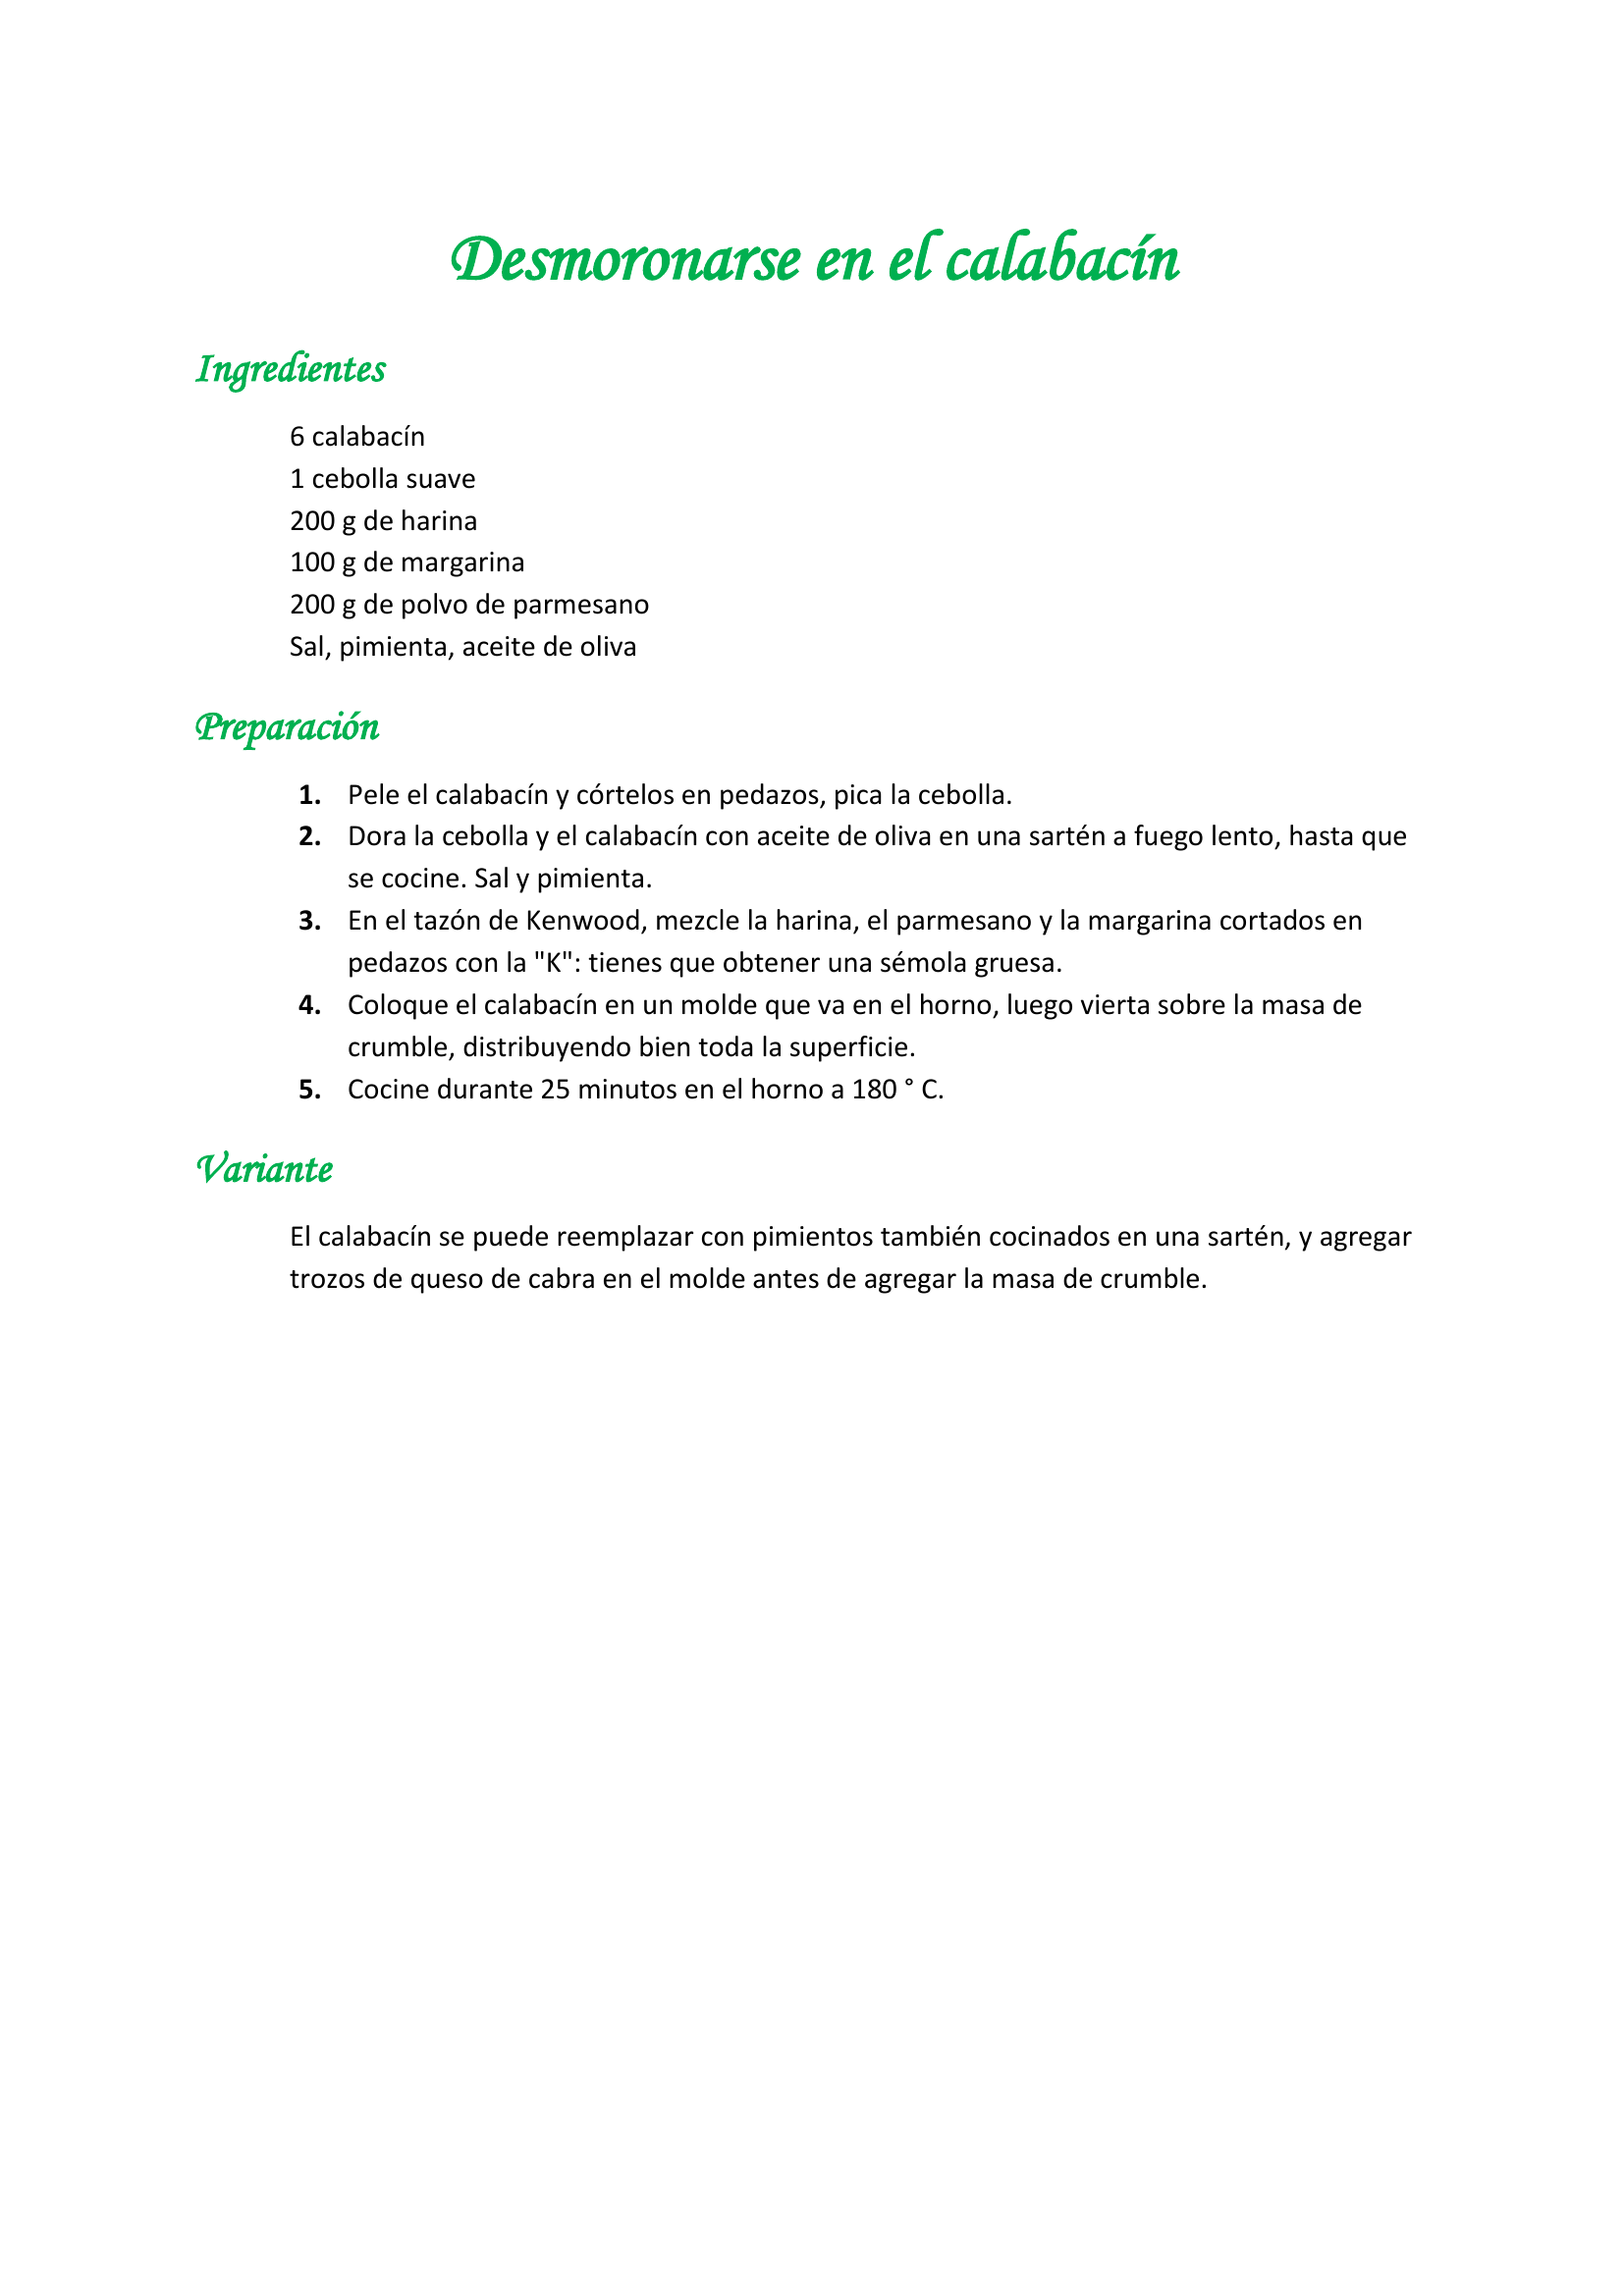 Desmoronarse en el calabacín
Ingredientes
6 calabacín
1 cebolla suave
200 g de harina
100 g de margarina
200 g de polvo de parmesano
Sal, pimienta, aceite de oliva
Preparación
1. Pele el calabacín y córtelos en pedazos, pica la cebolla.
2. Dora la cebolla y el calabacín con aceite de oliva en una sartén a fuego lento, hasta que
se cocine. Sal y pimienta.
3. En el tazón de Kenwood, mezcle la harina, el parmesano y la margarina cortados en
pedazos con la "K": tienes que obtener una sémola gruesa.
4. Coloque el calabacín en un molde que va en el horno, luego vierta sobre la masa de
crumble, distribuyendo bien toda la superficie.
5. Cocine durante 25 minutos en el horno a 180 ° C.
Variante
El calabacín se puede reemplazar con pimientos también cocinados en una sartén, y agregar
trozos de queso de cabra en el molde antes de agregar la masa de crumble.